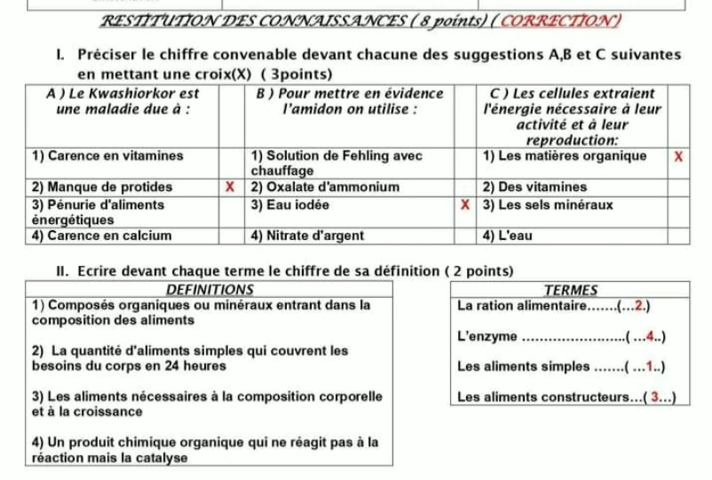 RESTITUTION DES CONNAISSANCES ( 8 points) ( CORRECTION )
I. Préciser le chiffre convenable devant chacune des suggestions A,B et C suivantes
en mettant une croix(X) ( 3points)
A ) Le Kwashiorkor est
une maladie due à :
B ) Pour mettre en évidence
l'amidon on utilise :
C ) Les cellules extraient
l'énergie nécessaire à leur
activité et à leur
reproduction:
1) Carence en vitamines
1) Solution de Fehling avec
chauffage
1) Les matières organique X
2) Manque de protides X
2) Oxalate d'ammonium
2) Des vitamines
3) Pénurie d'aliments
énergétiques
3) Eau iodée X
3) Les sels minéraux
4) Carence en calcium
4) Nitrate d'argent
4) L'eau
II. Ecrire devant chaque terme le chiffre de sa définition ( 2 points)
DEFINITIONS
1) Composés organiques ou minéraux entrant dans la
composition des aliments
2) La quantité d'aliments simples qui couvrent les
besoins du corps en 24 heures
3) Les aliments nécessaires à la composition corporelle
et à la croissance
4) Un produit chimique organique qui ne réagit pas à la
réaction mais la catalyse
TERMES
La ration alimentaire.......(...2.)
L'enzyme .........................( ...4..)
Les aliments simples .......( ...1..)
Les aliments constructeurs...( 3...)